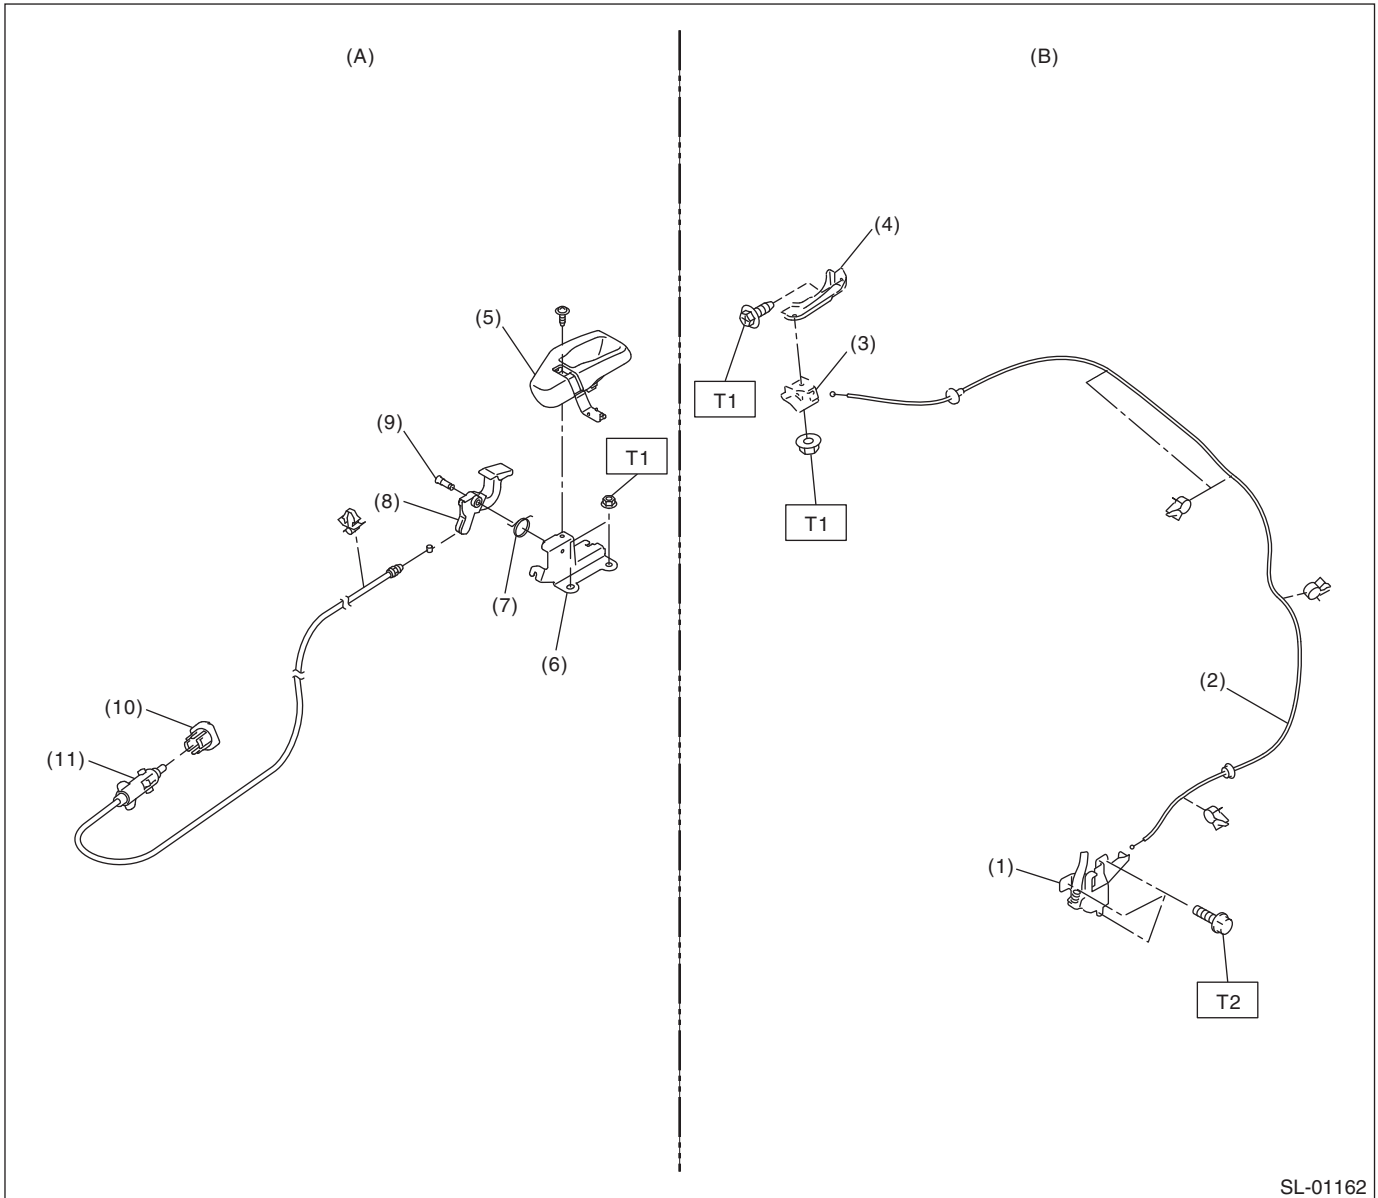 (A)
(B)
(4)
(5)
(3)
T1
(9)
T1
(8)
T1
(7)
(6)
(2)
(10)
(11)
(1)
T2
SL-01162